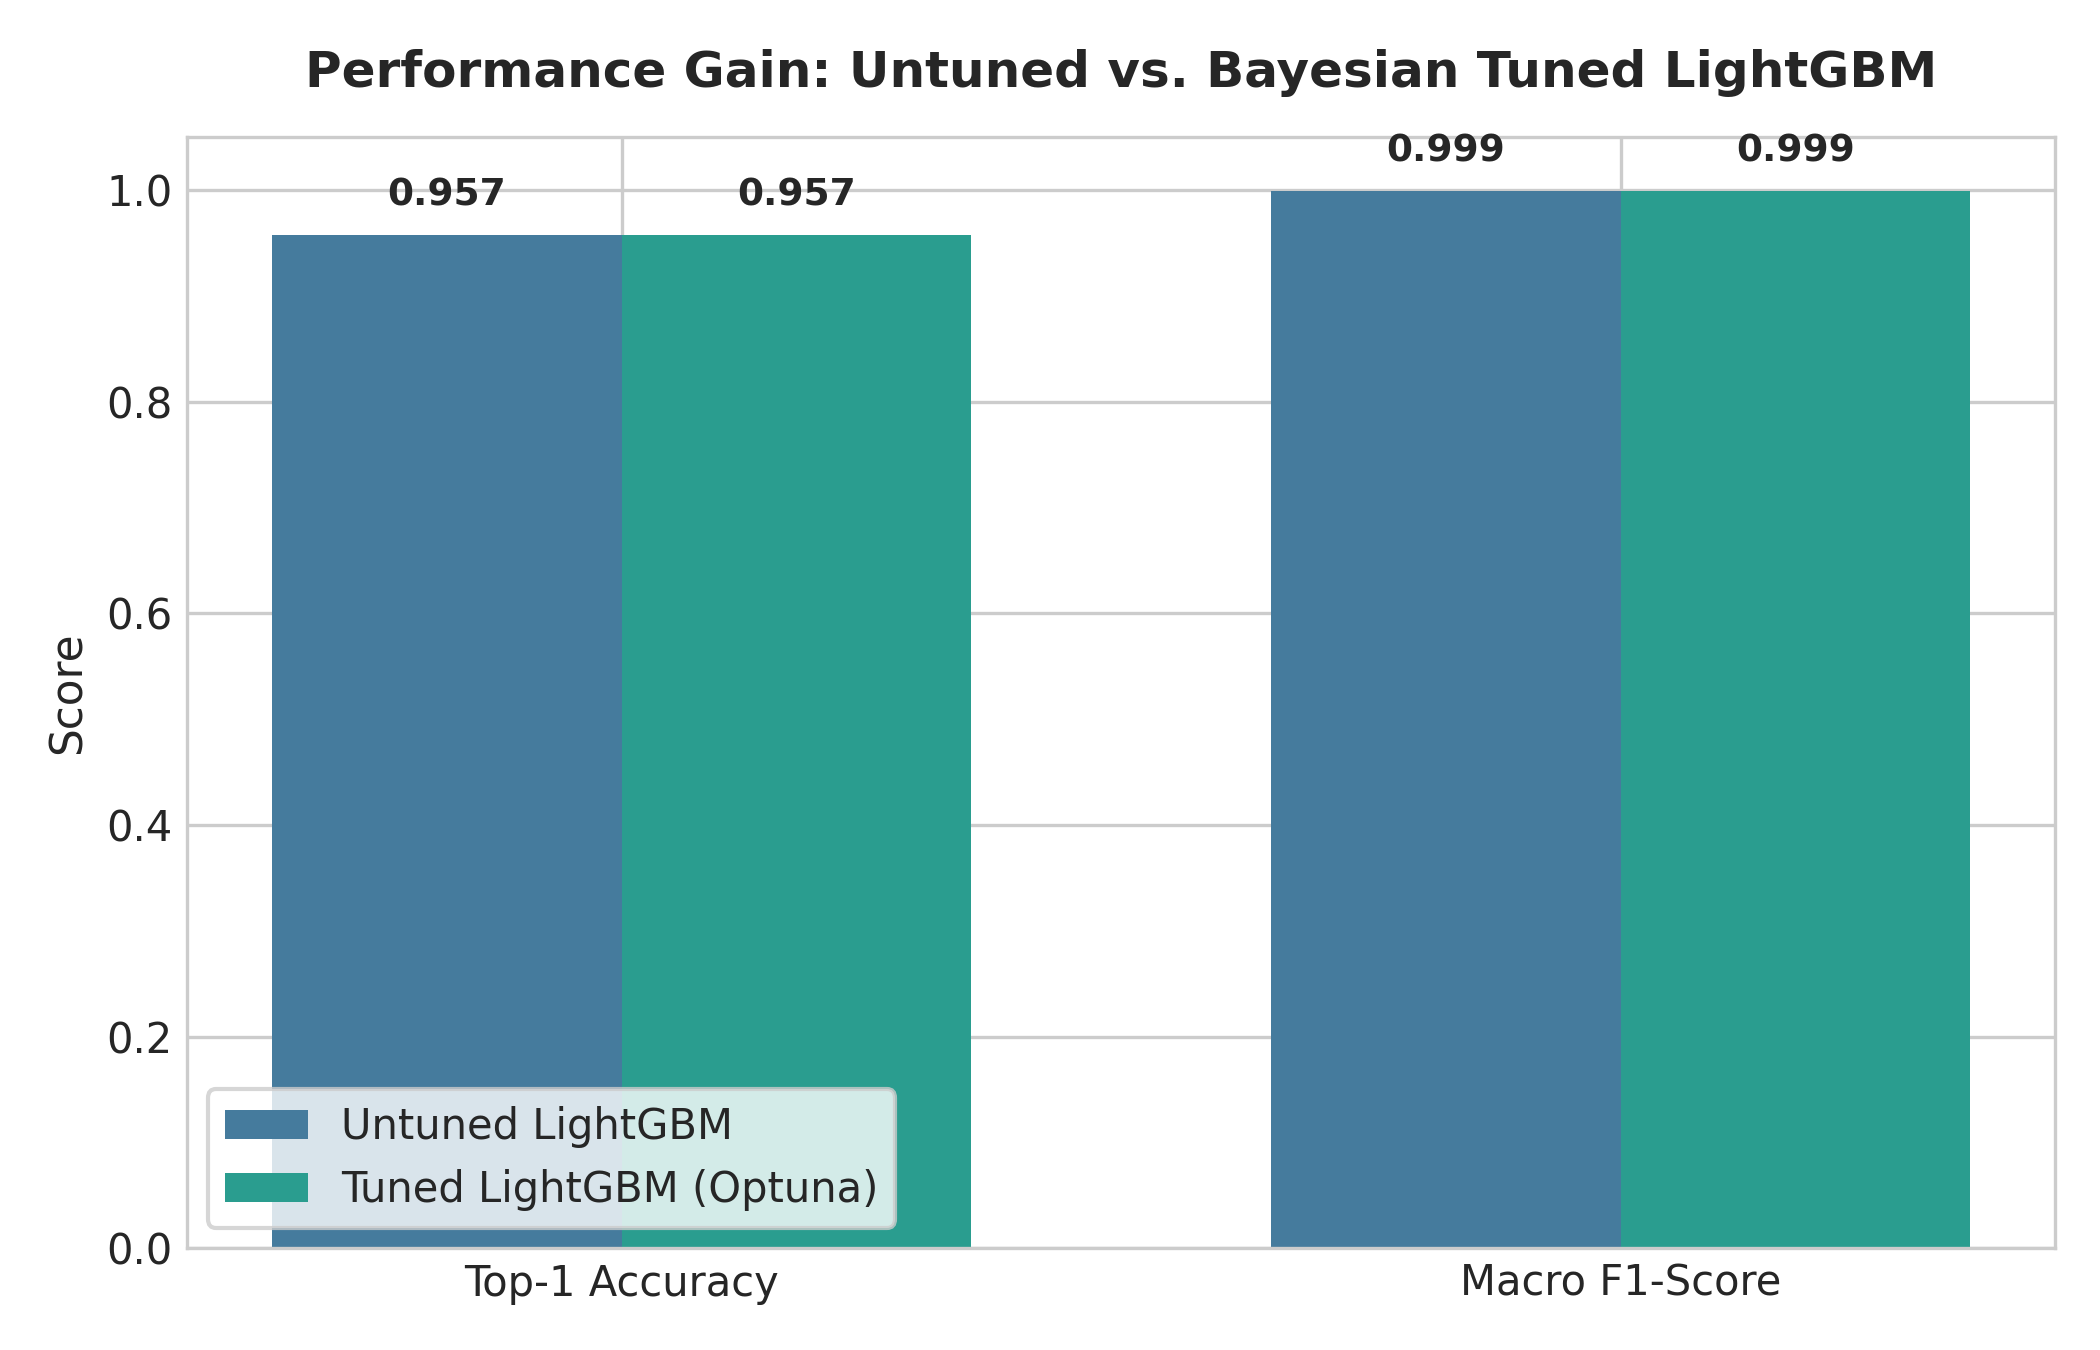 Performance Gain: Untuned vs. Bayesian Tuned LightGBM
0.957
0.957
0.999
0.999
1.0
0.8
0.6
0.4
0.2
0.0
Score
Untuned LightGBM
Tuned LightGBM (Optuna)
Top-1 Accuracy
Macro F1-Score